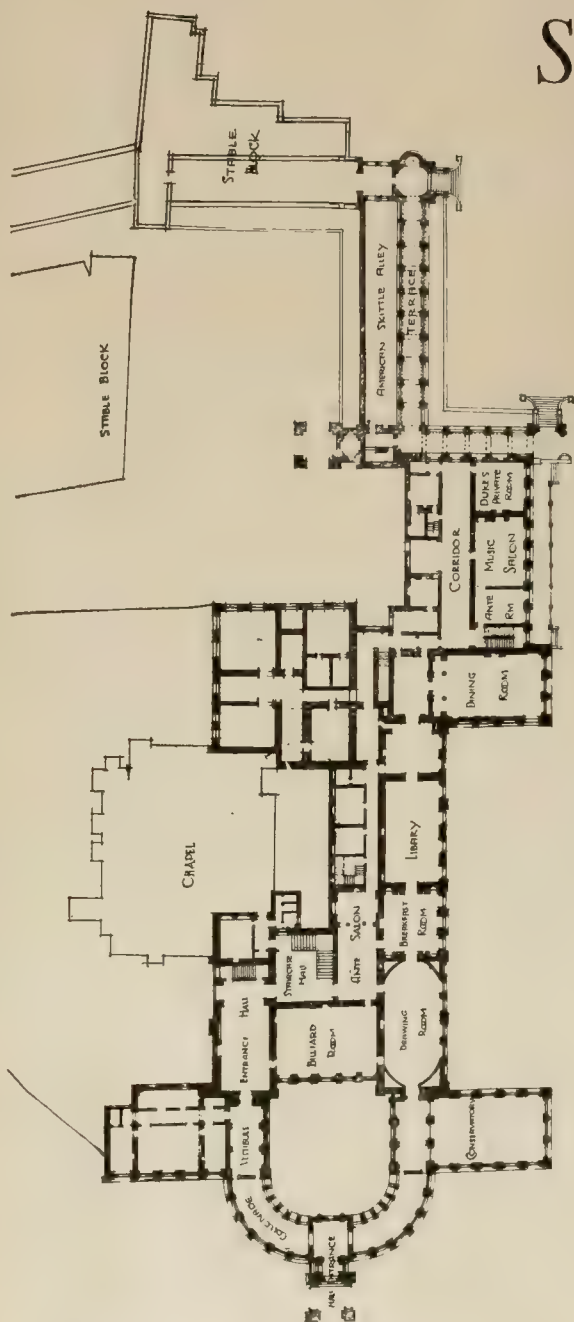 S
STABLE
BLOCK
STABLE BLOCK
AMERICAN SKITTLE ALLEY
TERRACE
DUKES
PRIVATE
ROOM
MUSIC
SALON
CORRIDOR
ANTE
RM
DINING
ROOM
LIBRARY
CHAPEL
BREAKFAST
ROOM
ANTE SALON
STAIRCASE
HALL
ENTRANCE HALL
BILLIARD
ROOM
DRAWING
ROOM
VESTIBULE
CONSERVATORY
COLONNADE
ENTRANCE